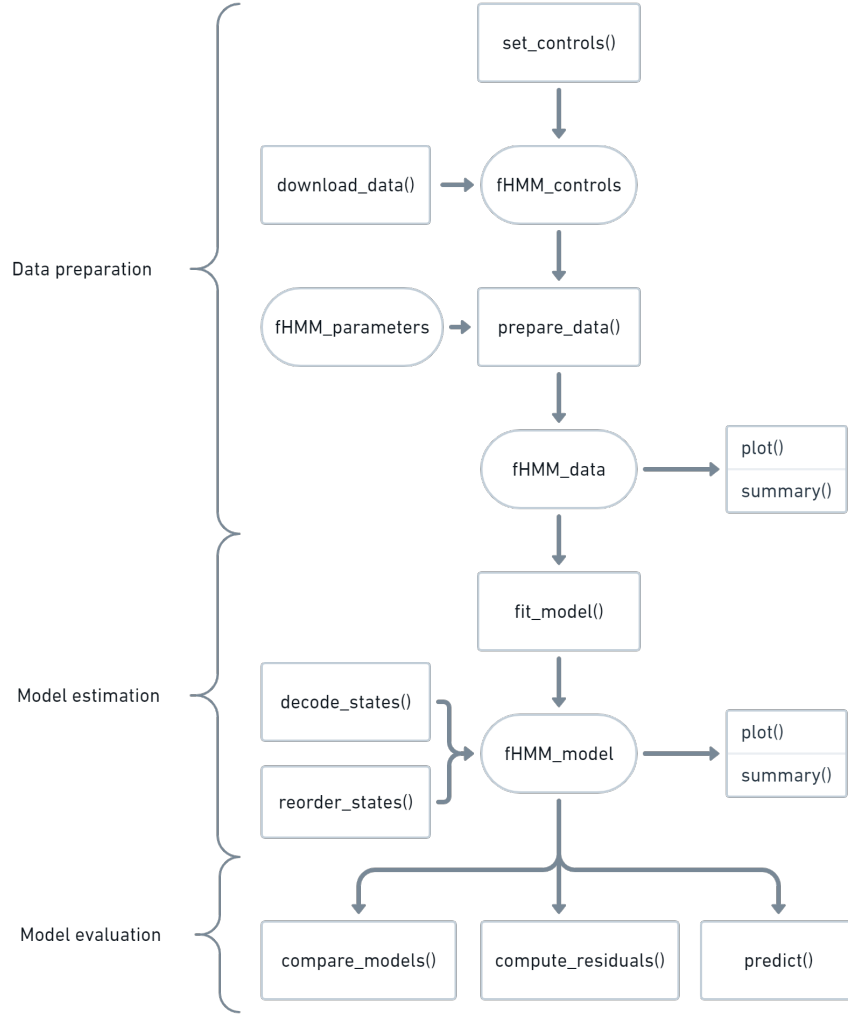 set_controls()
download_data()
fHMM_controls
Data preparation
fHMM_parameters
prepare_data()
fHMM_data
plot()
summary()
fit_model()
Model estimation
decode_states()
reorder_states()
fHMM_model
plot()
summary()
Model evaluation
compare_models()
compute_residuals()
predict()